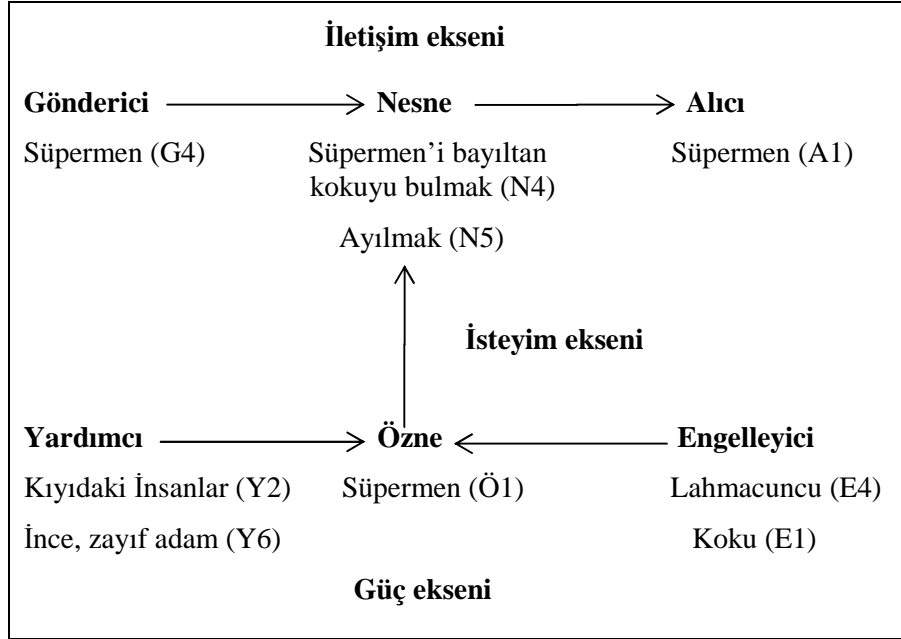 İletişim ekseni
Gönderici Nesne Alıcı
Süpermen (G4) Süpermen’i bayıltan Süpermen (A1)
kokuyu bulmak (N4)
Ayılmak (N5)
İsteyim ekseni
Yardımcı Özne Engelleyici
Kıyıdaki İnsanlar (Y2) Süpermen (Ö1) Lahmacuncu (E4)
İnce, zayıf adam (Y6) Koku (E1)
Güç ekseni